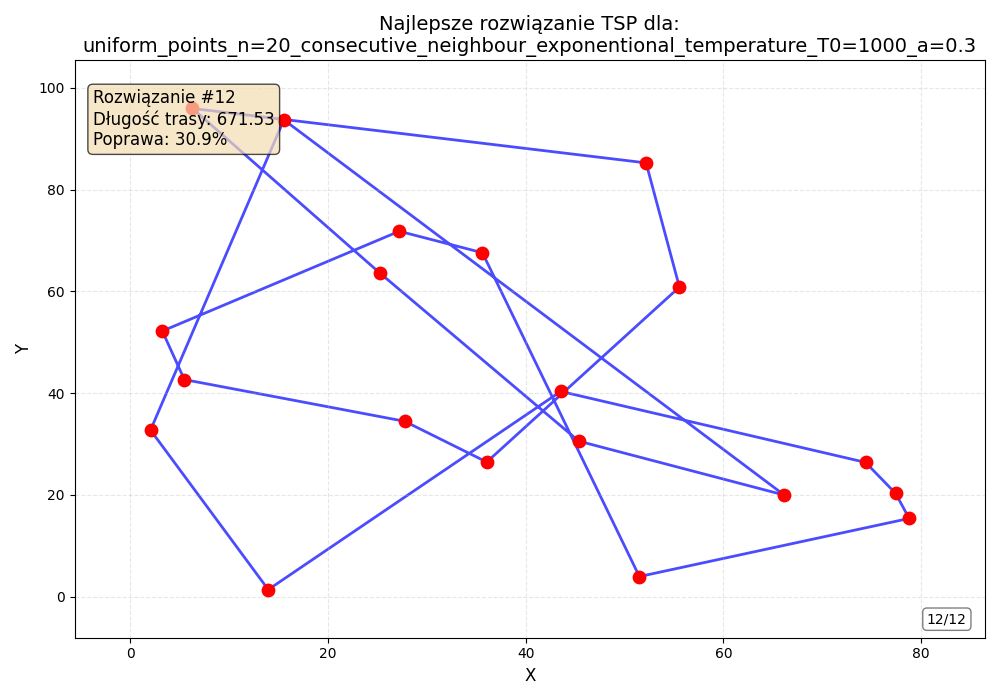 Najlepsze rozwiązanie TSP dla:
uniform_points_n=20_consecutive_neighbour_exponentional_temperature_T0=1000_a=0.3
Rozwiązanie #12
Długość trasy: 671.53
Poprawa: 30.9%
100
80
60
40
20
0
Y
12/12
0 20 40 60 80
X